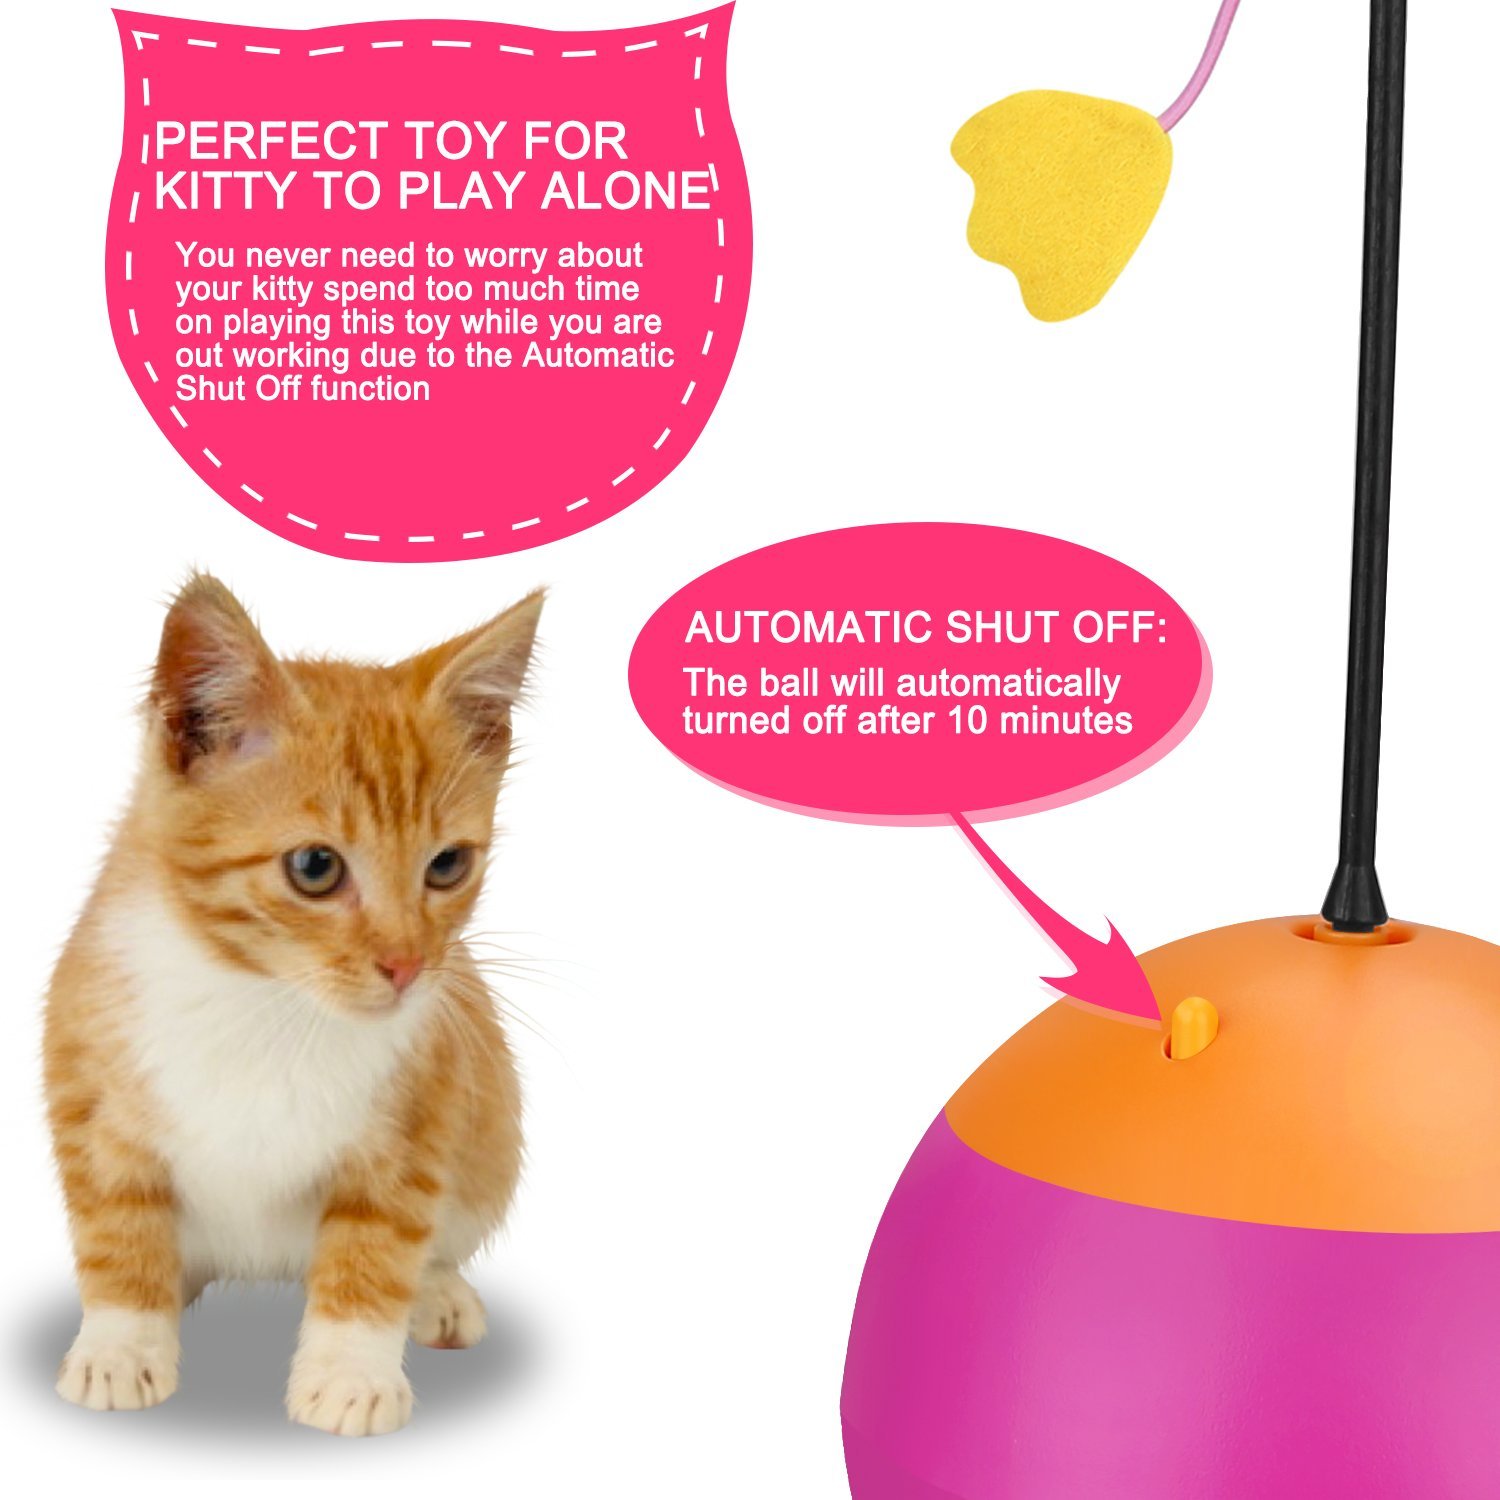 PERFECT TOY FOR
KITTY TO PLAY ALONE
You never need to worry about
your kitty spend too much time
on playing this toy while you are
out working due to the Automatic
Shut Off function
AUTOMATIC SHUT OFF:
The ball will automatically
turned off after 10 minutes